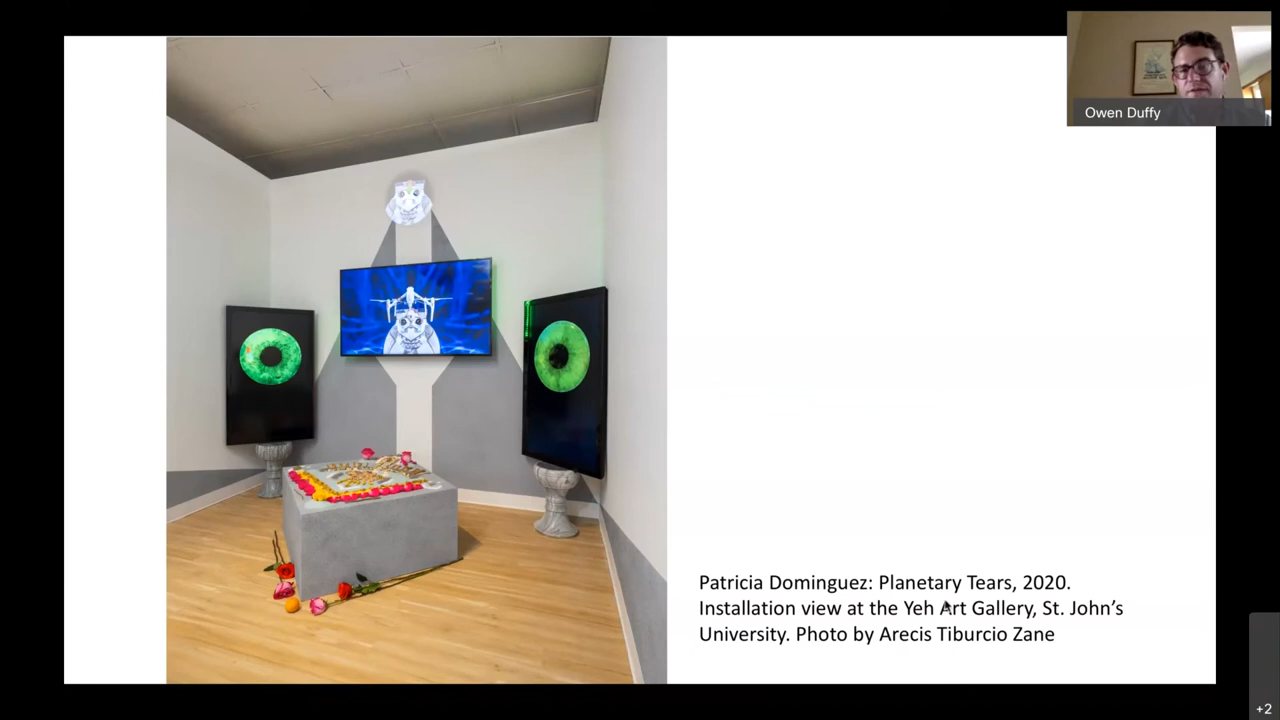 Owen Duffy
Patricia Dominguez: Planetary Tears, 2020.
Installation view at the Yeh Art Gallery, St. John's
University. Photo by Arecis Tiburcio Zane
+2